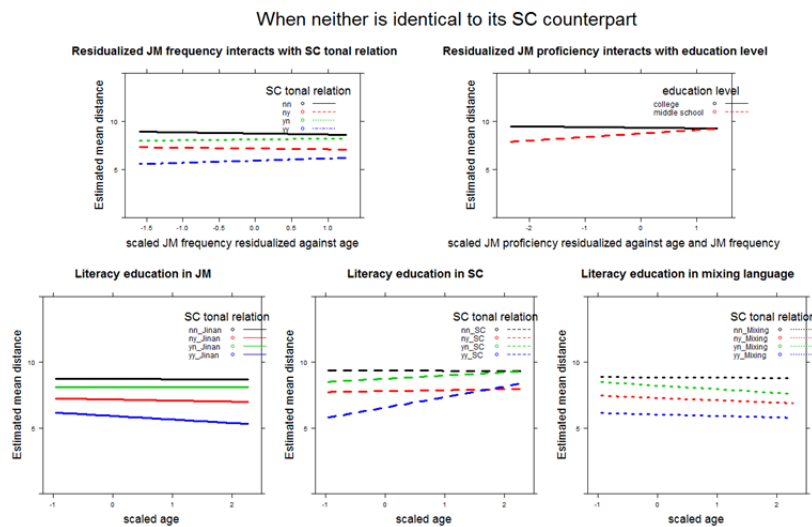 When neither is identical to its SC counterpart
Residualized JM frequency interacts with SC tonal relation
Estimated mean distance
10
5
SC tonal relation
nn
ny
yn
yy
-1.5
-1.0
-0.5
0.0
0.5
1.0
scaled JM frequency residualized against age
Residualized JM proficiency interacts with education level
Estimated mean distance
10
5
education level
college
middle school
-2
-1
0
1
scaled JM proficiency residualized against age and JM frequency
Literacy education in JM
Estimated mean distance
10
5
SC tonal relation
nn_Jinan
ny_Jinan
yn_Jinan
yy_Jinan
-1
0
1
2
scaled age
Literacy education in SC
Estimated mean distance
10
5
SC tonal relation
nn_SC
ny_SC
yn_SC
yy_SC
-1
0
1
2
scaled age
Literacy education in mixing language
Estimated mean distance
10
5
SC tonal relation
nn_Mixing
ny_Mixing
yn_Mixing
yy_Mixing
-1
0
1
2
scaled age